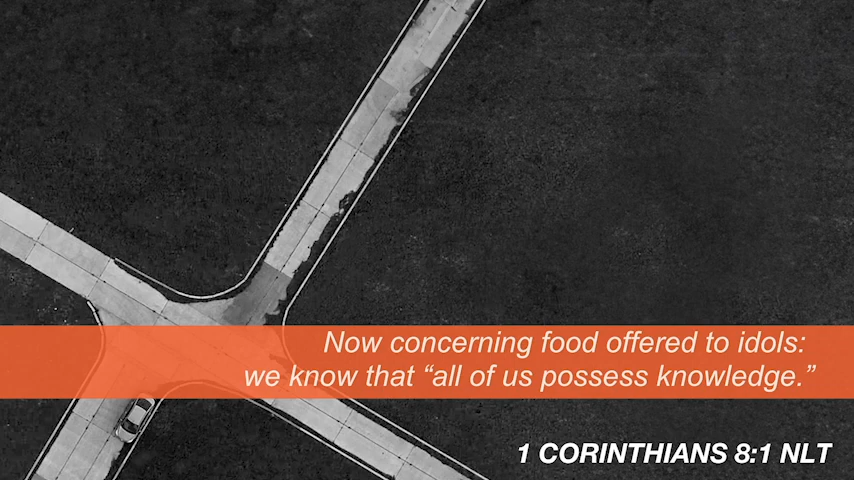 Now concerning food offered to idols:
we know that “all of us possess knowledge.”
1 CORINTHIANS 8:1 NLT